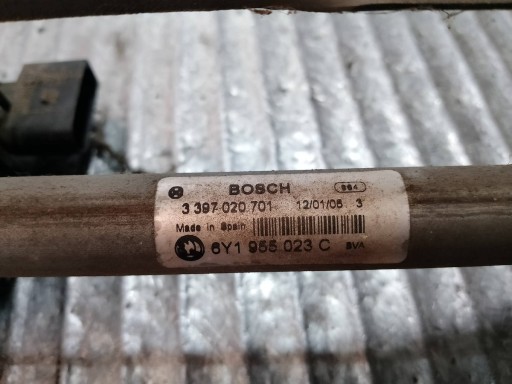 BOSCH 964
3 397 020 701 12/01/05 3
Made in Spain
6Y1 955 023 C SVA